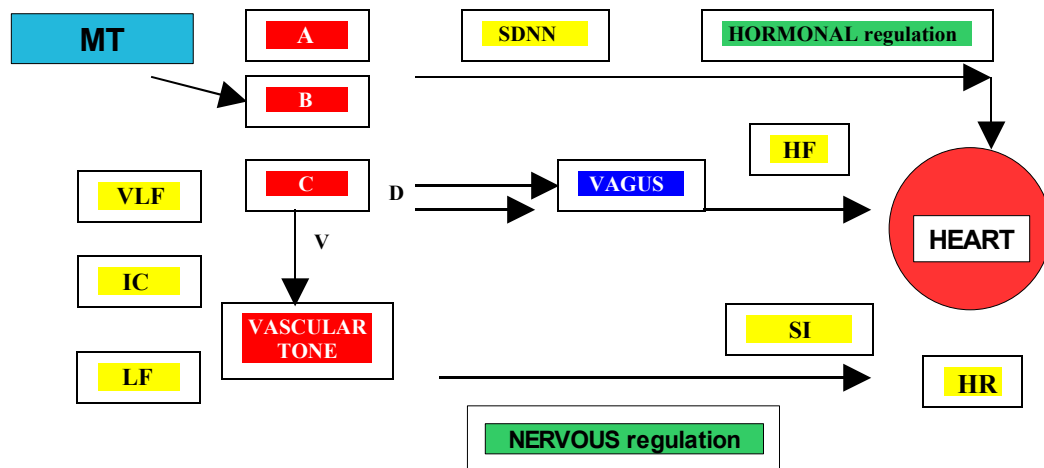 MT
A
SDNN
HORMONAL regulation
B
HF
VLF
C
D
VAGUS
V
HEART
IC
VASCULAR
TONE
SI
LF
HR
NERVOUS regulation